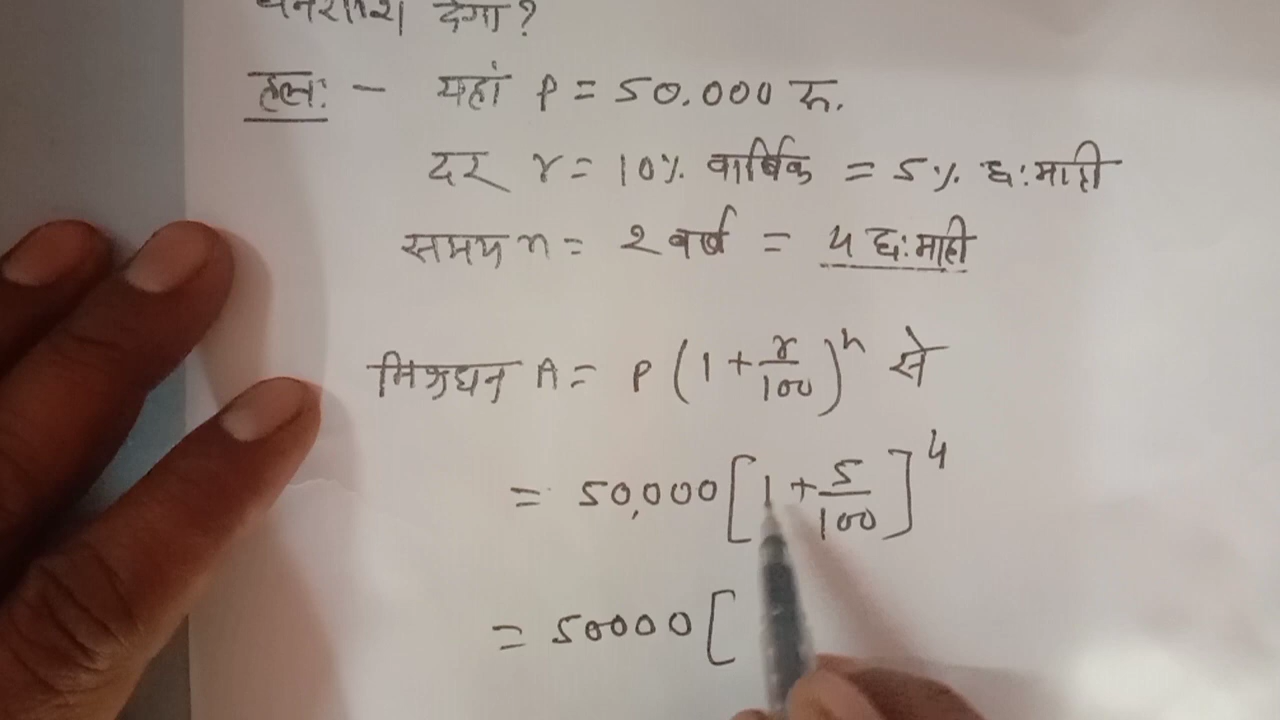 धनराशि देगा?
हल: - यहां P = 50.000 रु.
दर r = 10% वार्षिक = 5% छ:माही
समय n = 2 वर्ष = 4 छ:माही
मिश्रधन A = P (1 + r/100)^n से
= 50,000 [1 + 5/100]^4
= 50000 [